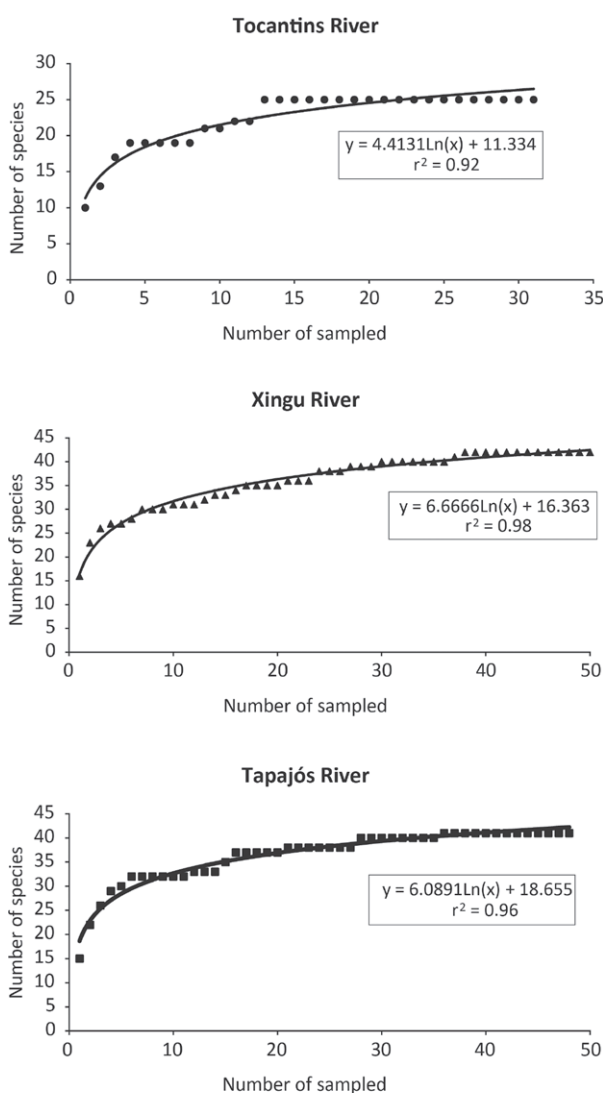 Tocantins River
30
25
20
15
10
5
0
Number of species
y = 4.4131Ln(x) + 11.334
r² = 0.92
0 5 10 15 20 25 30 35
Number of sampled
Xingu River
45
40
35
30
25
20
15
10
5
0
Number of species
y = 6.6666Ln(x) + 16.363
r² = 0.98
0 10 20 30 40 50
Number of sampled
Tapajós River
45
40
35
30
25
20
15
10
5
0
Number of species
y = 6.0891Ln(x) + 18.655
r² = 0.96
0 10 20 30 40 50
Number of sampled